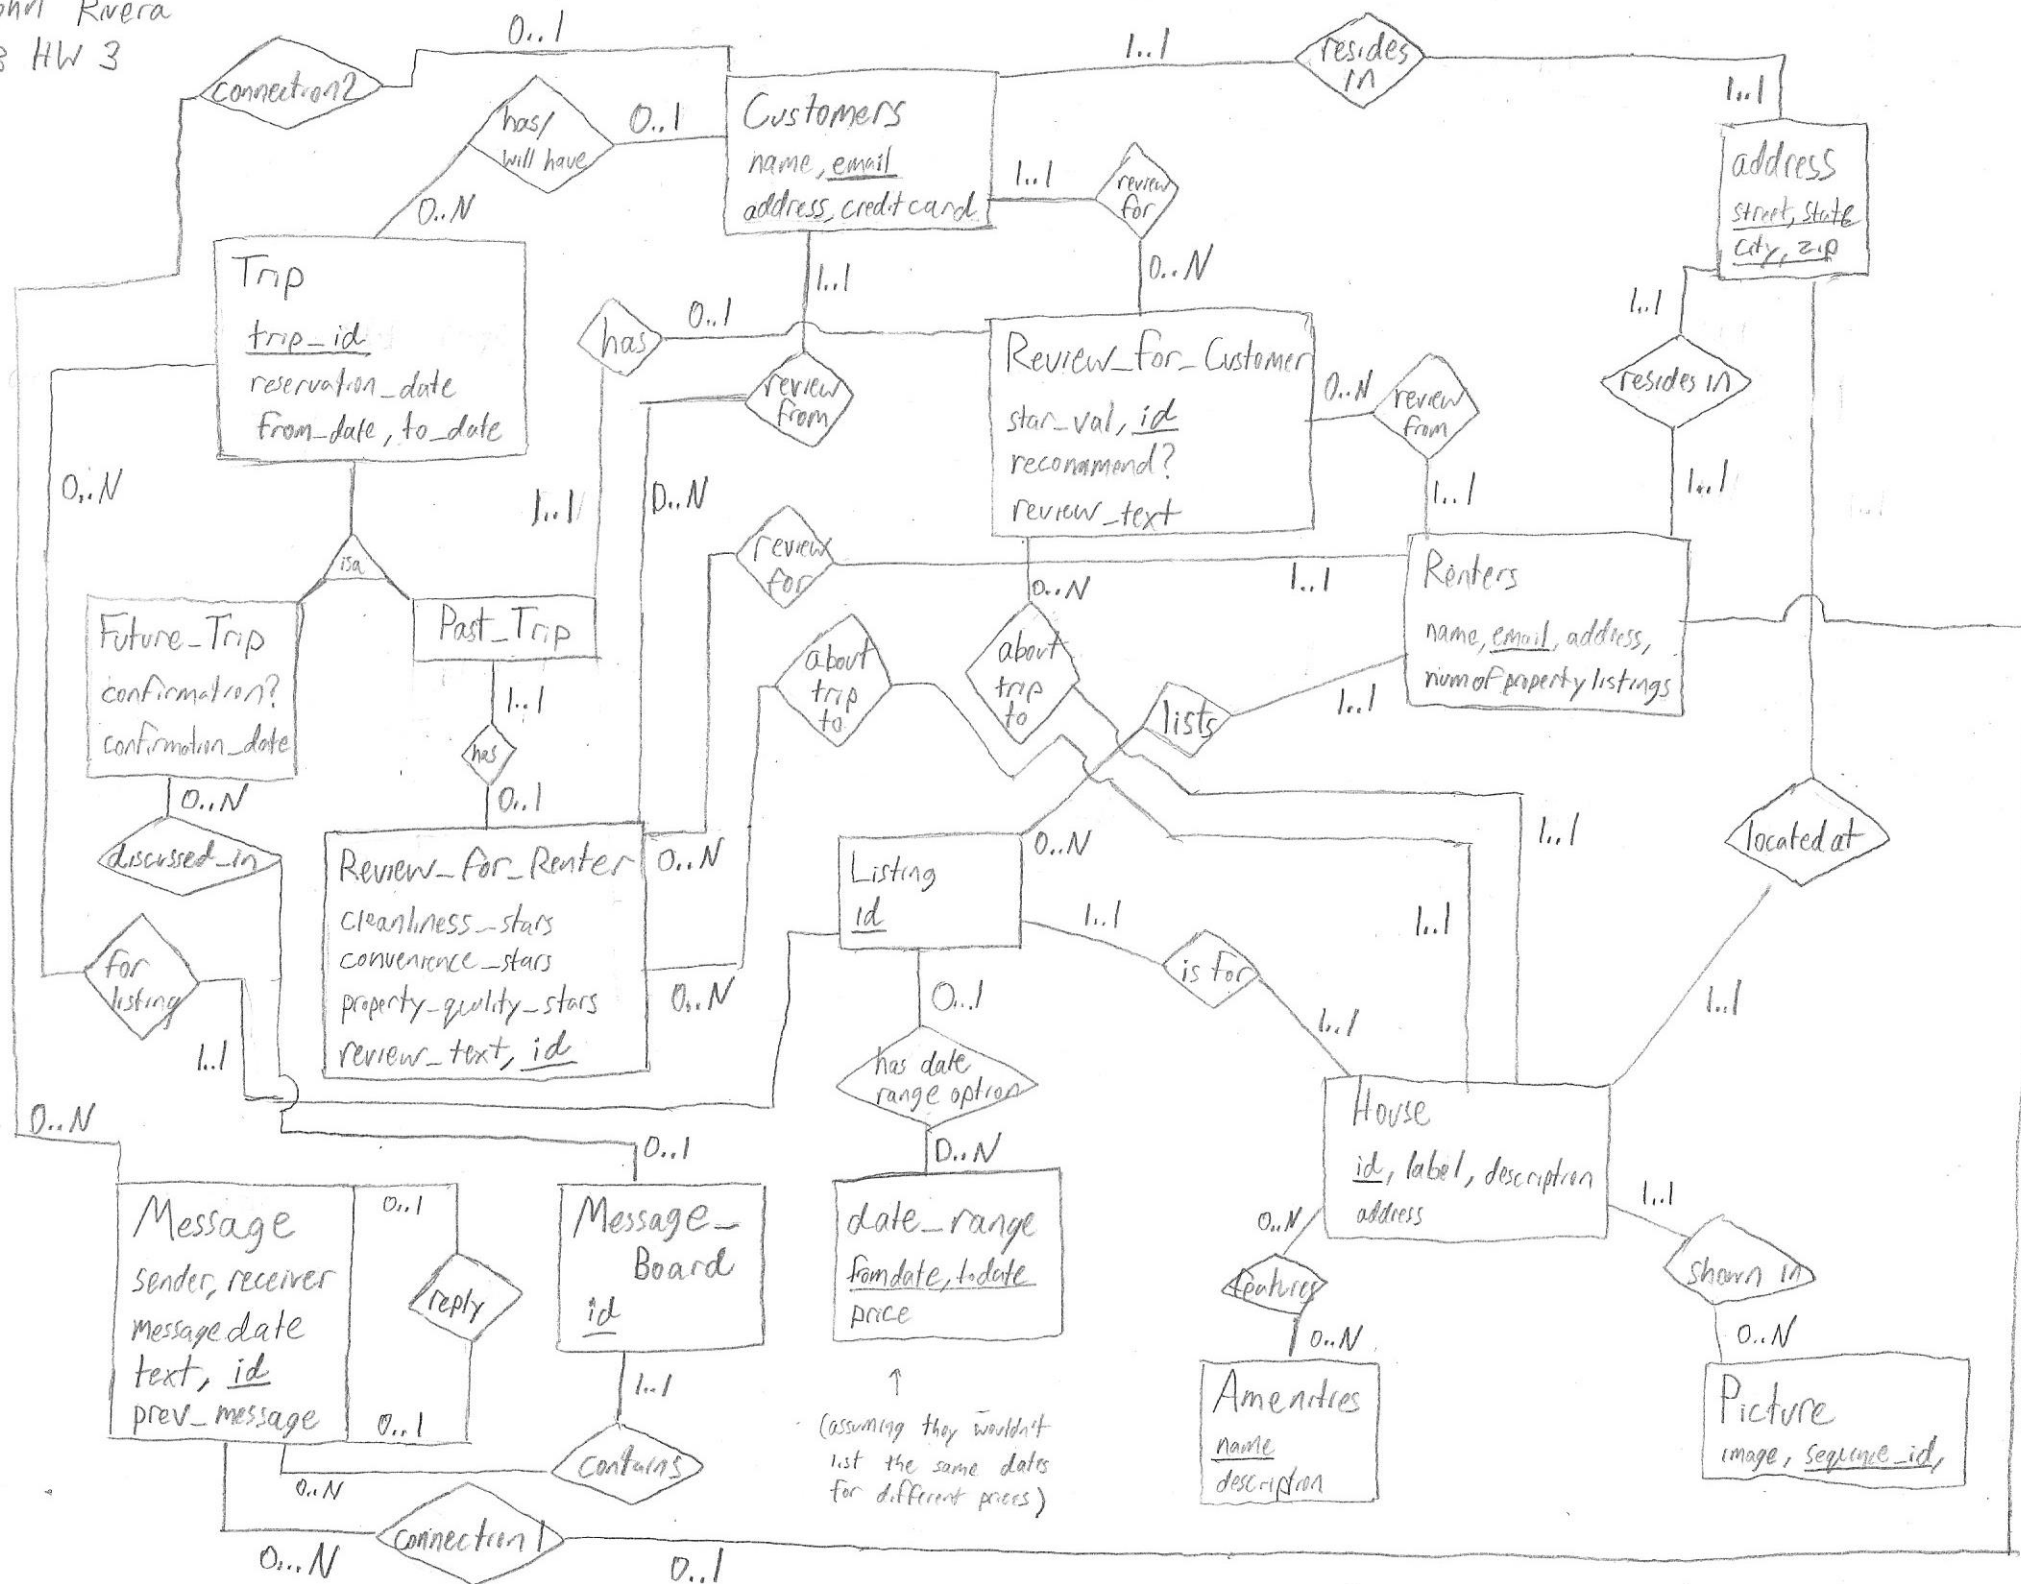 Rivera
HW 3
0..1
connection2
has/
will have
0..1
0..N
Customers
name, email
address, credit card
1..1
resides
in
1..1
address
street, state
city, zip
1..1
review
for
0..N
1..1
Trip
trip_id
reservation_date
from_date, to_date
has
0..1
review
from
Review_for_Customer
star_val, id
recommend?
review_text
0..N
review
from
1..1
1..1
resides in
1..1
0..N
1..1
0..N
isa
review
for
1..1
0..N
Renters
name, email, address,
num of property listings
Future_Trip
confirmation?
confirmation_date
Past_Trip
1..1
has
0..1
about
trip
to
about
trip
to
lists
1..1
0..N
discussed_in
0..N
Review_for_Renter
cleanliness_stars
convenience_stars
property_quality_stars
review_text, id
0..N
0..N
Listing
id
1..1
is for
1..1
1..1
1..1
located at
1..1
for
listing
1..1
0..1
has date
range option
0..N
House
id, label, description
address
0..N
0..1
Message
sender, receiver
message date
text, id
prev_message
0..1
reply
0..1
Message_
Board
id
1..1
contains
0..N
date_range
fromdate, todate
price
(assuming they wouldn't
list the same dates
for different prices)
0..N
features
0..N
Amenities
name
description
1..1
shown in
0..N
Picture
image, sequence_id,
0...N
connection1
0..1